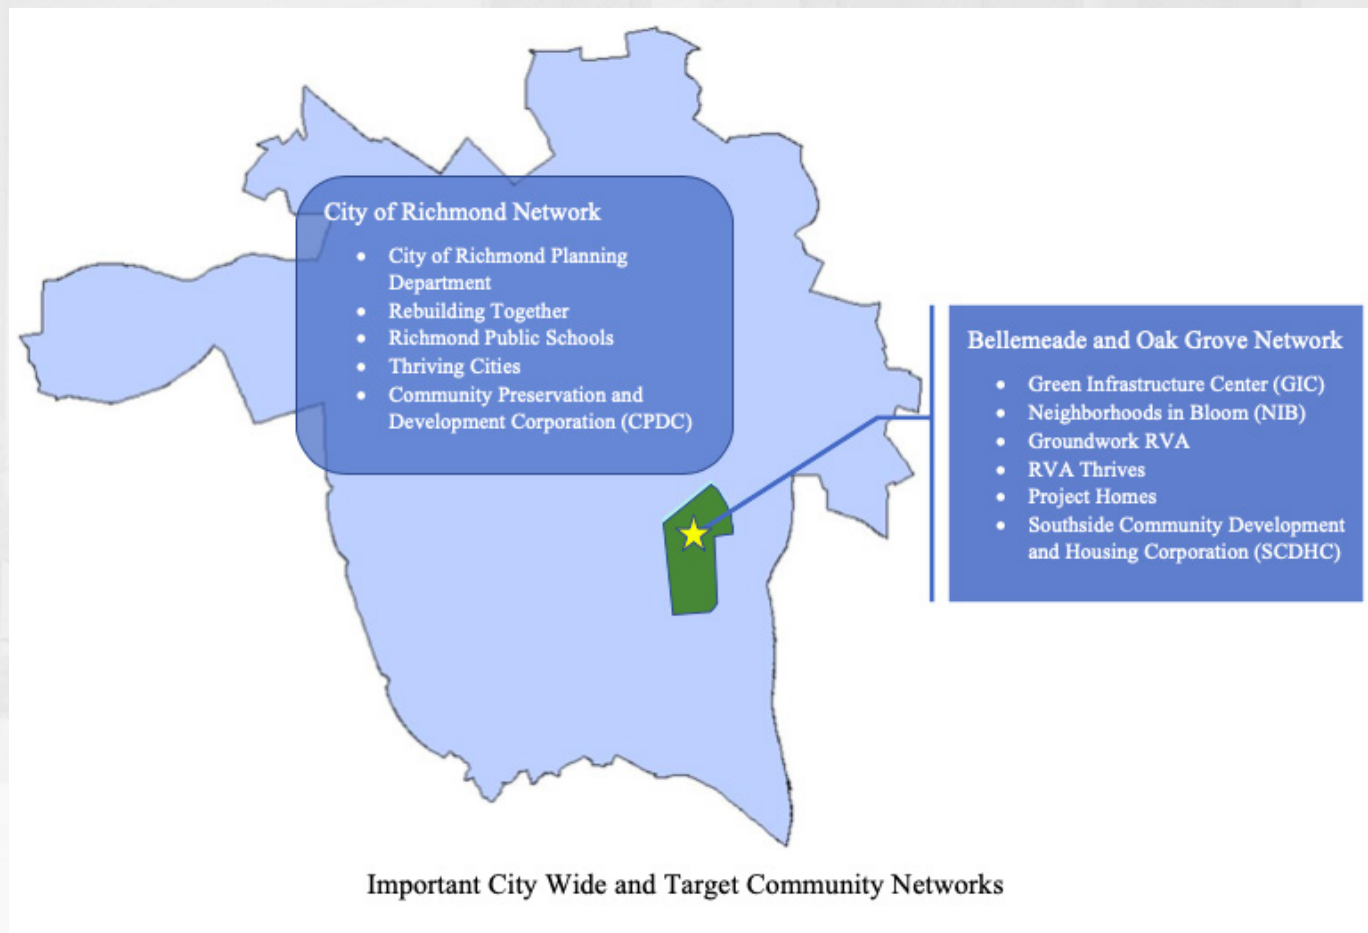 City of Richmond Network
• City of Richmond Planning
Department
• Rebuilding Together
• Richmond Public Schools
• Thriving Cities
• Community Preservation and
Development Corporation (CPDC)
Bellemeade and Oak Grove Network
• Green Infrastructure Center (GIC)
• Neighborhoods in Bloom (NIB)
• Groundwork RVA
• RVA Thrives
• Project Homes
• Southside Community Development
and Housing Corporation (SCDHC)
Important City Wide and Target Community Networks